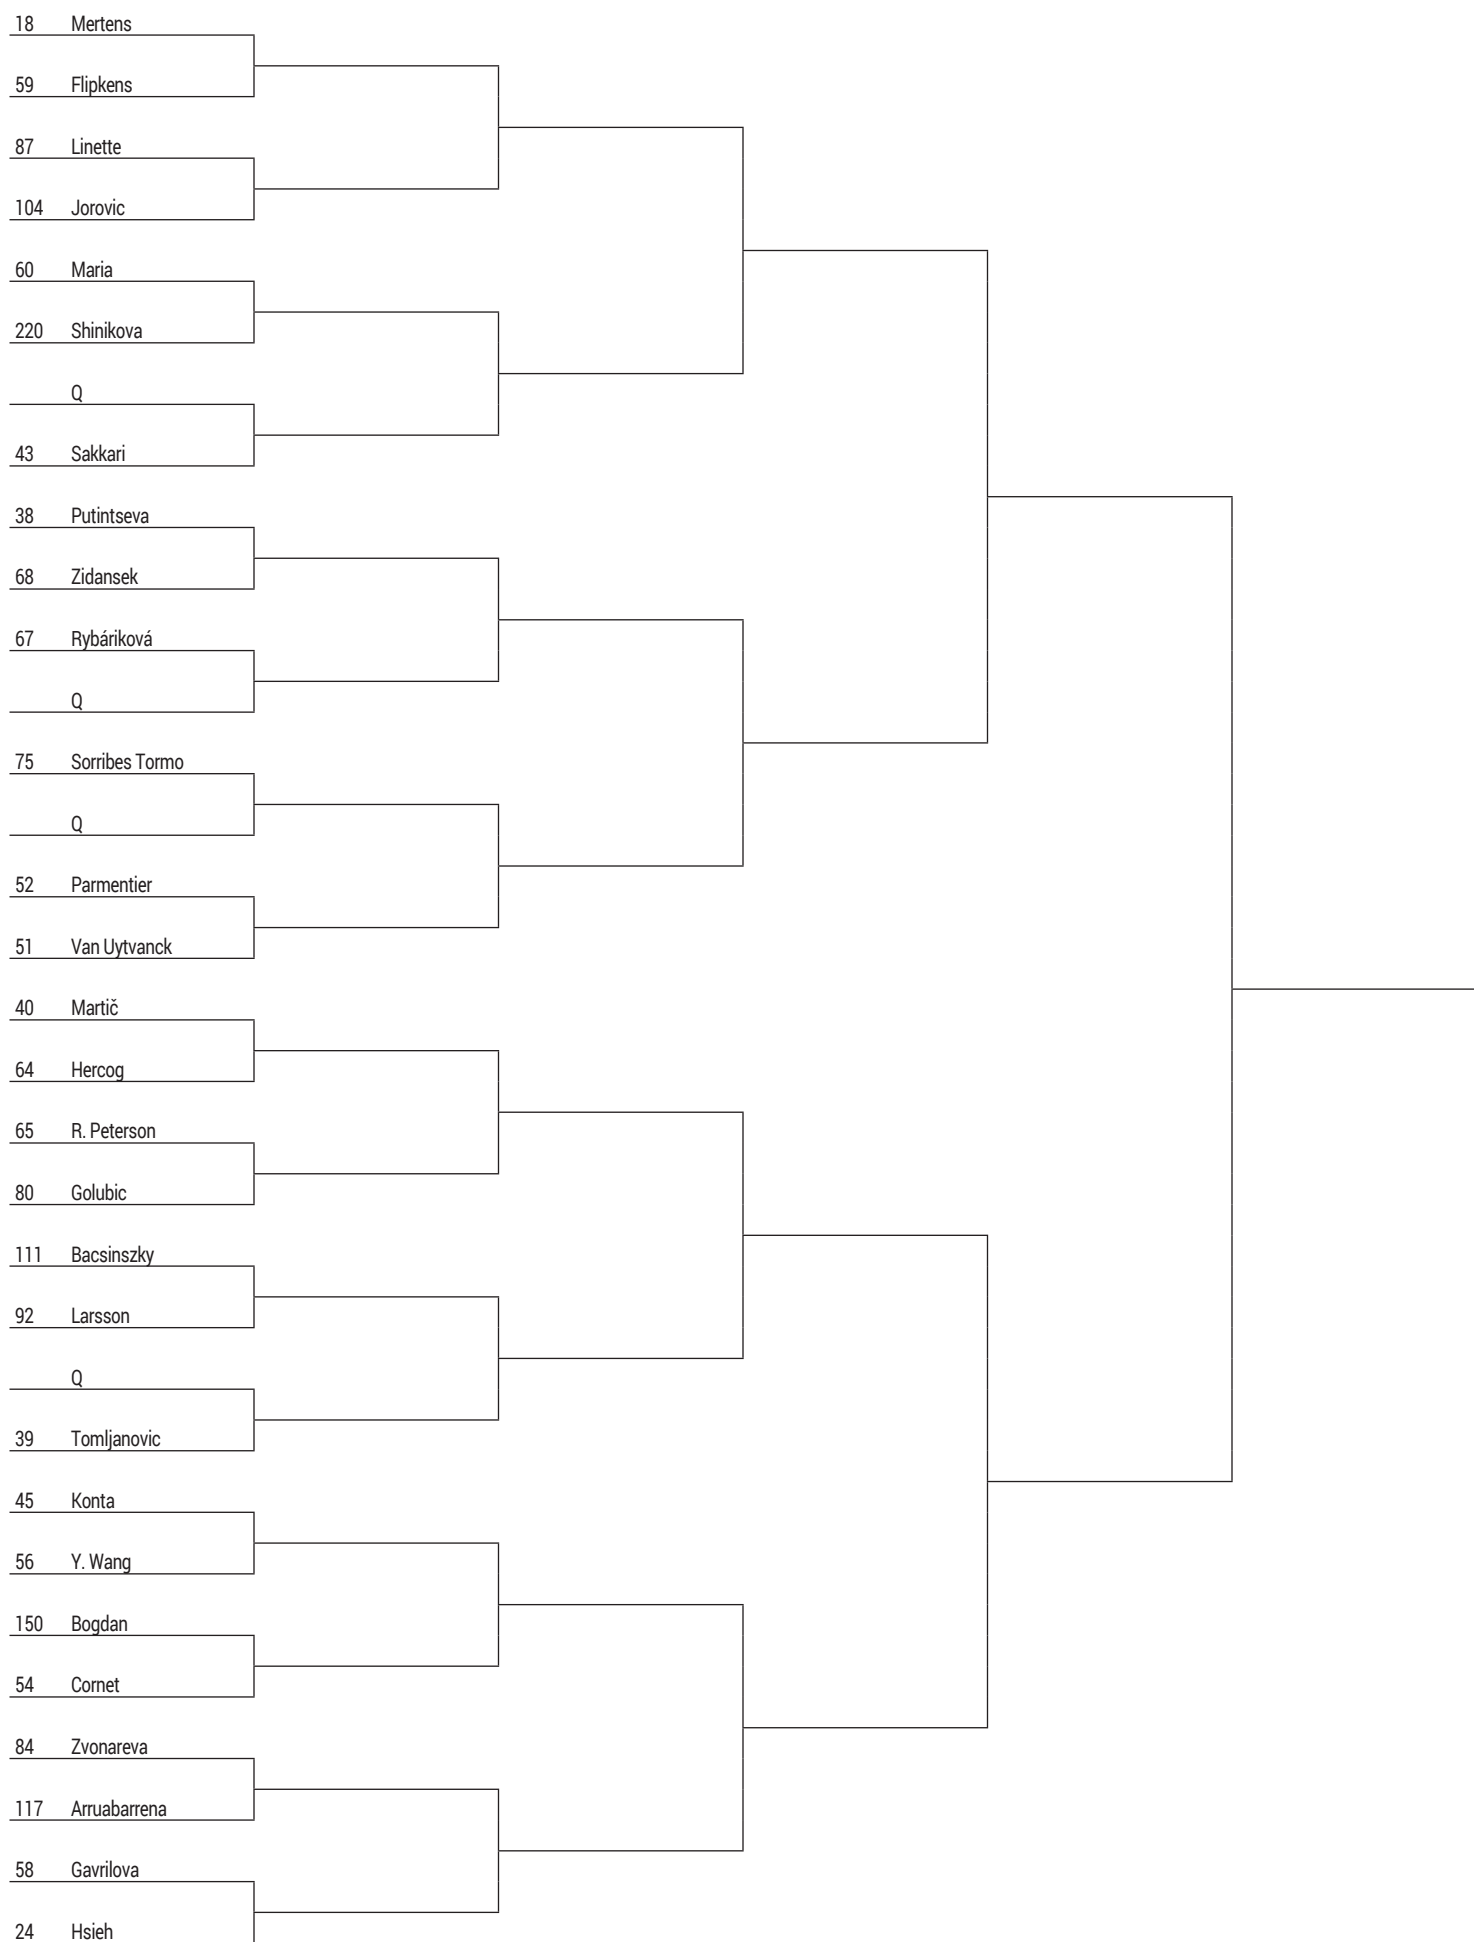 18 Mertens
59 Flipkens
87 Linette
104 Jorovic
60 Maria
220 Shinikova
Q
43 Sakkari
38 Putintseva
68 Zidansek
67 Rybáriková
Q
75 Sorribes Tormo
Q
52 Parmentier
51 Van Uytvanck
40 Martič
64 Hercog
65 R. Peterson
80 Golubic
111 Bacsinszky
92 Larsson
Q
39 Tomljanovic
45 Konta
56 Y. Wang
150 Bogdan
54 Cornet
84 Zvonareva
117 Arruabarrena
58 Gavrilova
24 Hsieh